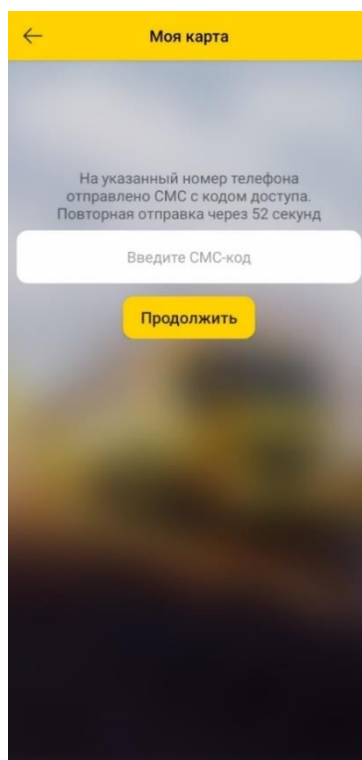 Моя карта
На указанный номер телефона
отправлено СМС с кодом доступа.
Повторная отправка через 52 секунд
Введите СМС-код
Продолжить